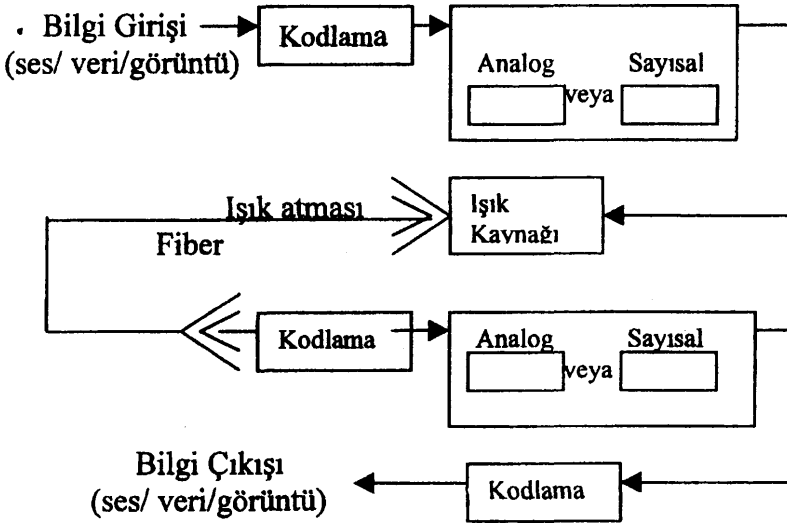 Bilgi Girişi
(ses/ veri/görüntü)
Kodlama
Analog veya Sayısal
Işık atması
Fiber
Işık
Kaynağı
Kodlama
Analog veya Sayısal
Bilgi Çıkışı
(ses/ veri/görüntü)
Kodlama